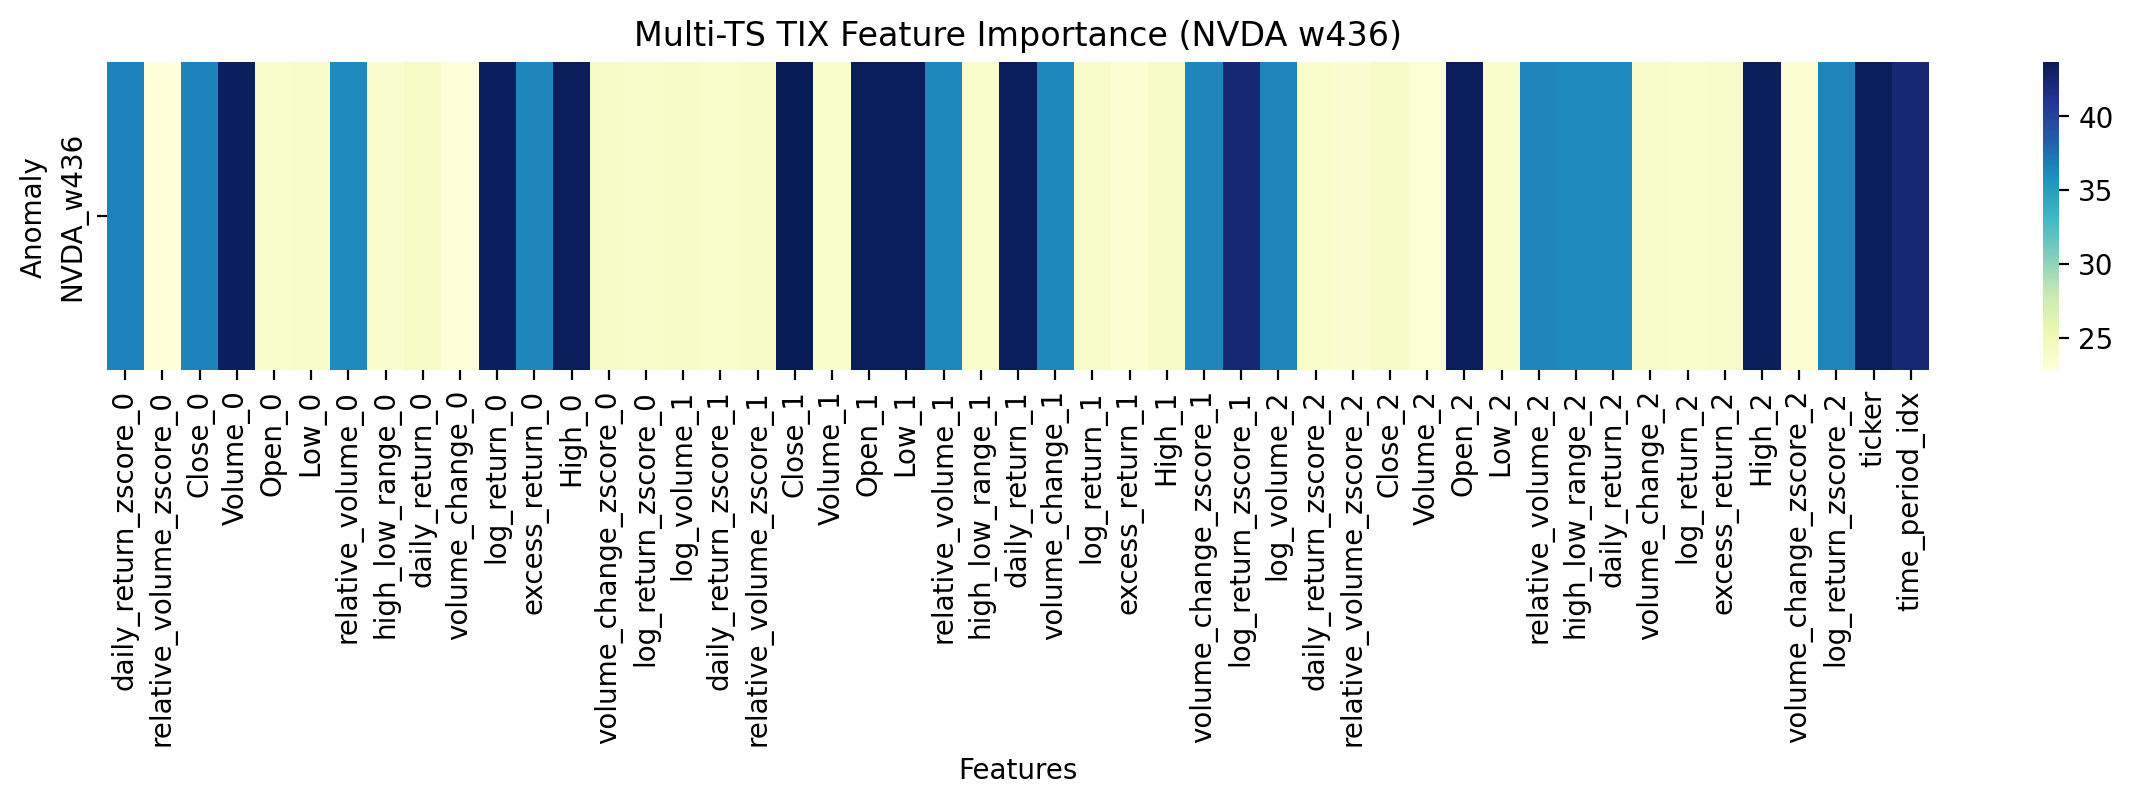 Multi-TS TIX Feature Importance (NVDA w436)
Anomaly
NVDA_w436
40
35
30
25
daily_return_zscore_0
relative_volume_zscore_0
Close_0
Volume_0
Open_0
Low_0
relative_volume_0
high_low_range_0
daily_return_0
volume_change_0
log_return_0
excess_return_0
High_0
volume_change_zscore_0
log_return_zscore_0
log_volume_1
daily_return_zscore_1
relative_volume_zscore_1
Close_1
Volume_1
Open_1
Low_1
relative_volume_1
high_low_range_1
daily_return_1
volume_change_1
log_return_1
excess_return_1
High_1
volume_change_zscore_1
log_return_zscore_1
log_volume_2
daily_return_zscore_2
relative_volume_zscore_2
Close_2
Volume_2
Open_2
Low_2
relative_volume_2
high_low_range_2
daily_return_2
volume_change_2
log_return_2
excess_return_2
High_2
volume_change_zscore_2
log_return_zscore_2
ticker
time_period_idx
Features